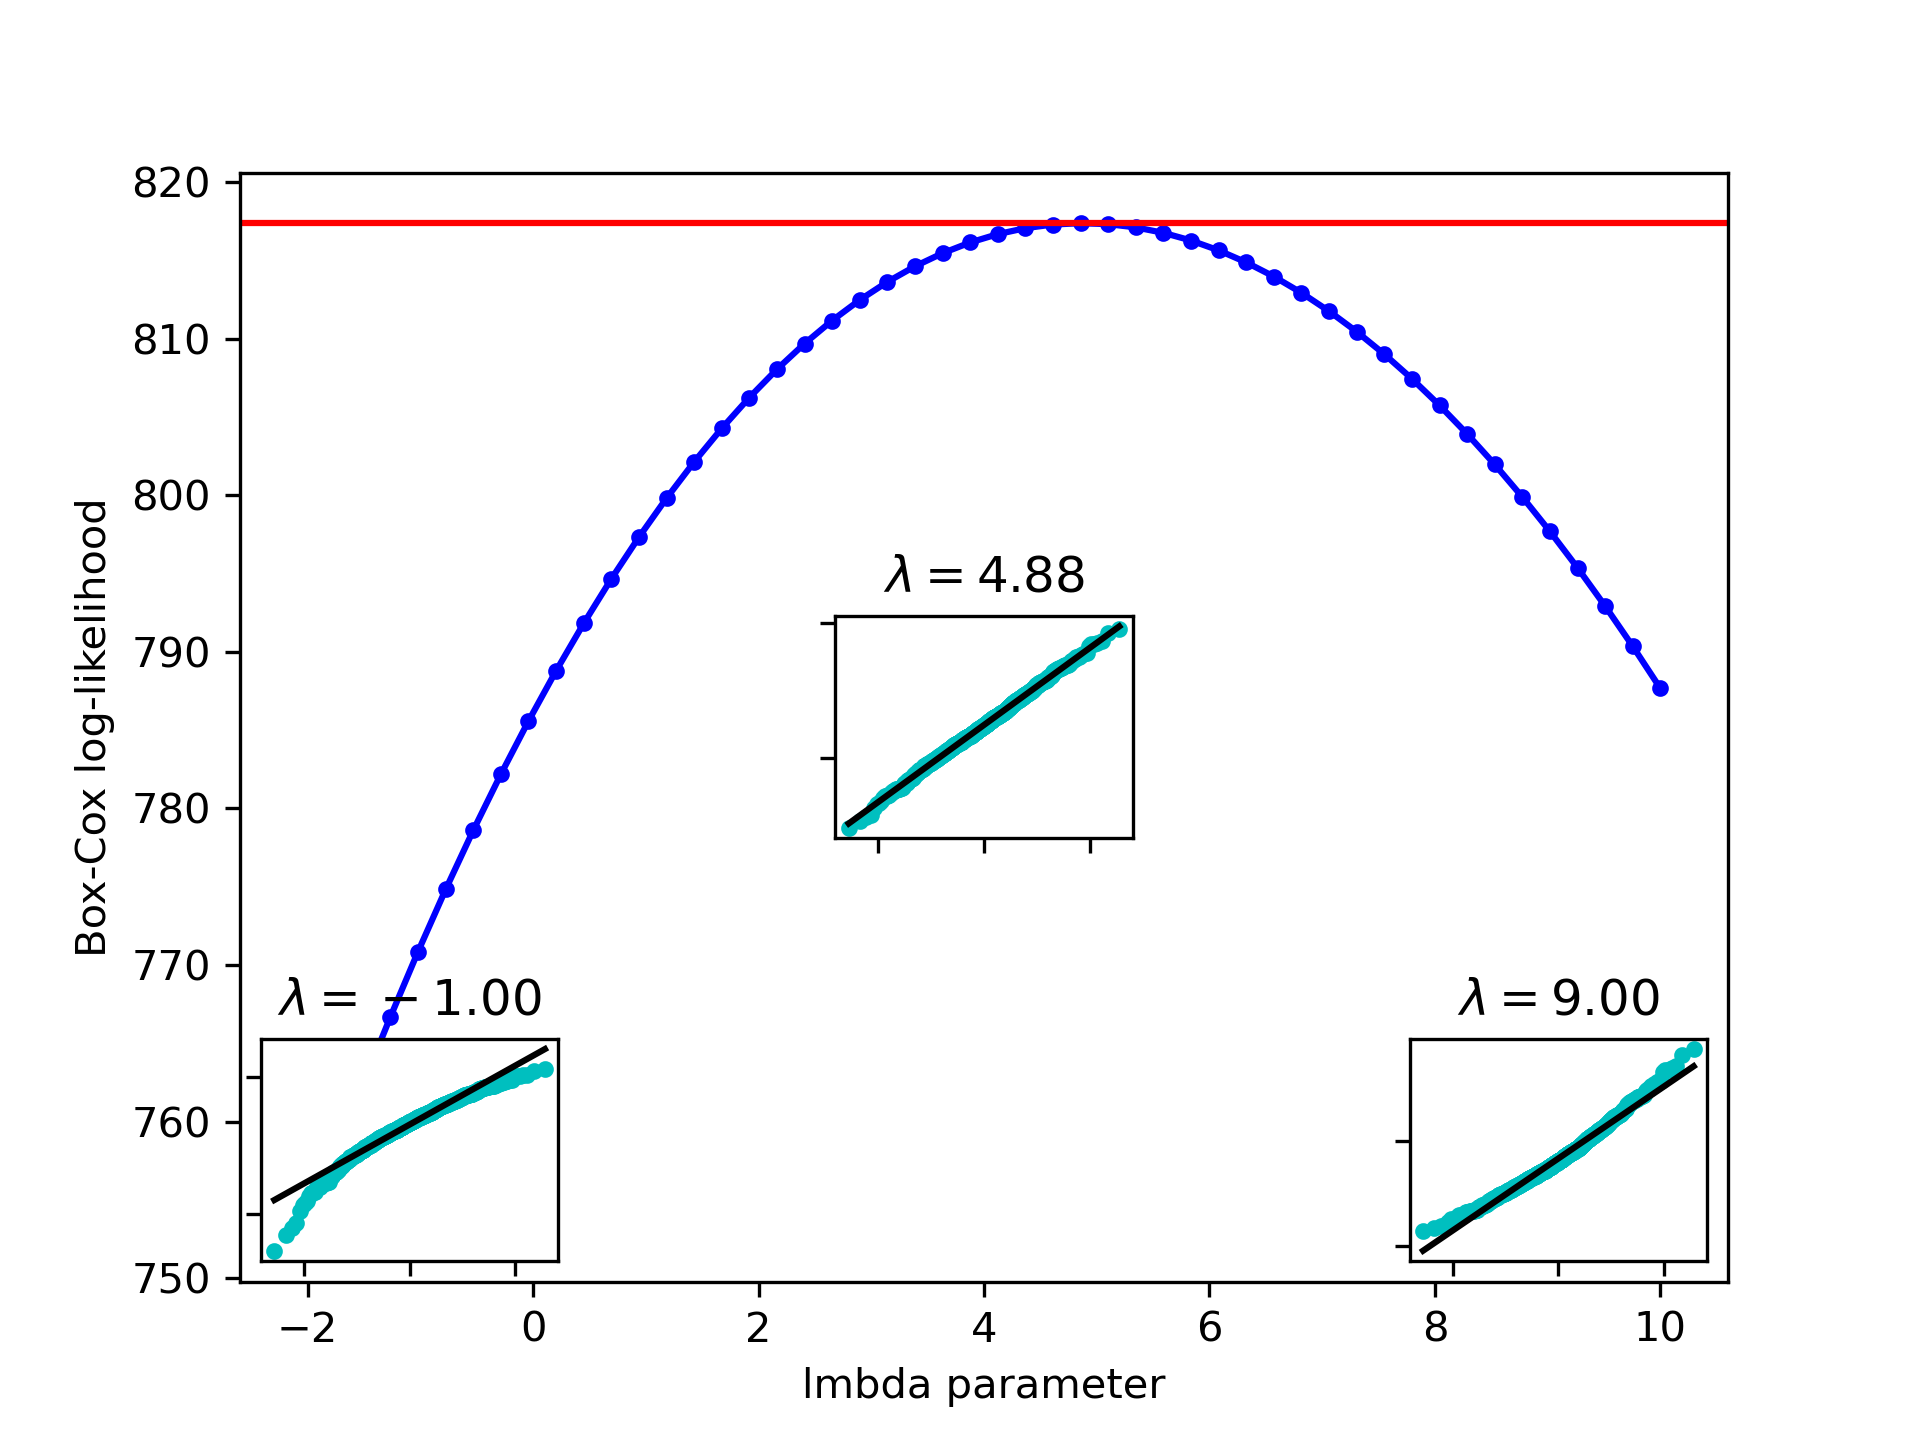 820
810
800
790
780
770
760
750
Box-Cox log-likelihood
λ = 4.88
λ = −1.00
λ = 9.00
−2 0 2 4 6 8 10
lmbda parameter